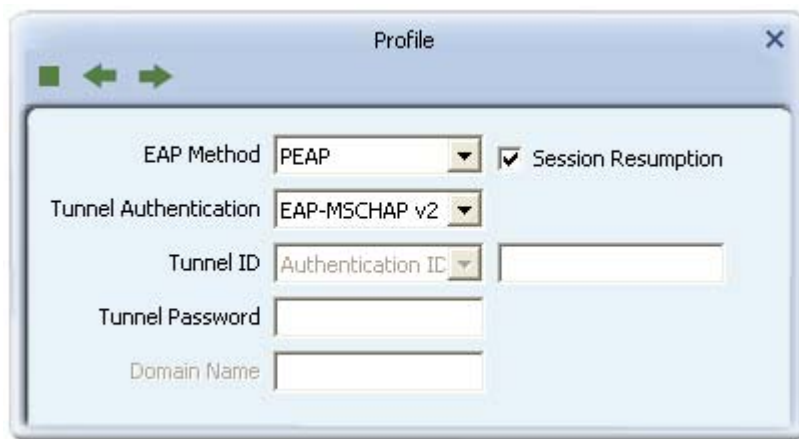 Profile
EAP Method PEAP Session Resumption
Tunnel Authentication EAP-MSCHAP v2
Tunnel ID Authentication ID
Tunnel Password
Domain Name